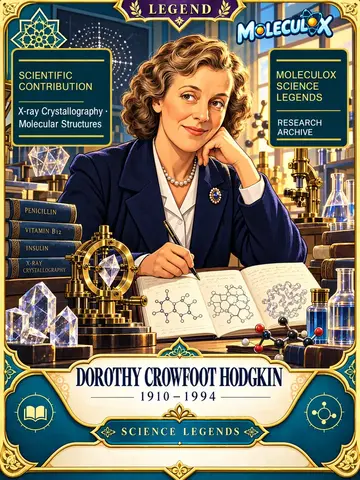 LEGEND
MOLECULOX
SCIENTIFIC
CONTRIBUTION
X-ray Crystallography ·
Molecular Structures
MOLECULOX
SCIENCE
LEGENDS
RESEARCH
ARCHIVE
PENICILLIN
VITAMIN B12
INSULIN
X-RAY
CRYSTALLOGRAPHY
DOROTHY CROWFOOT HODGKIN
1910–1994
SCIENCE LEGENDS